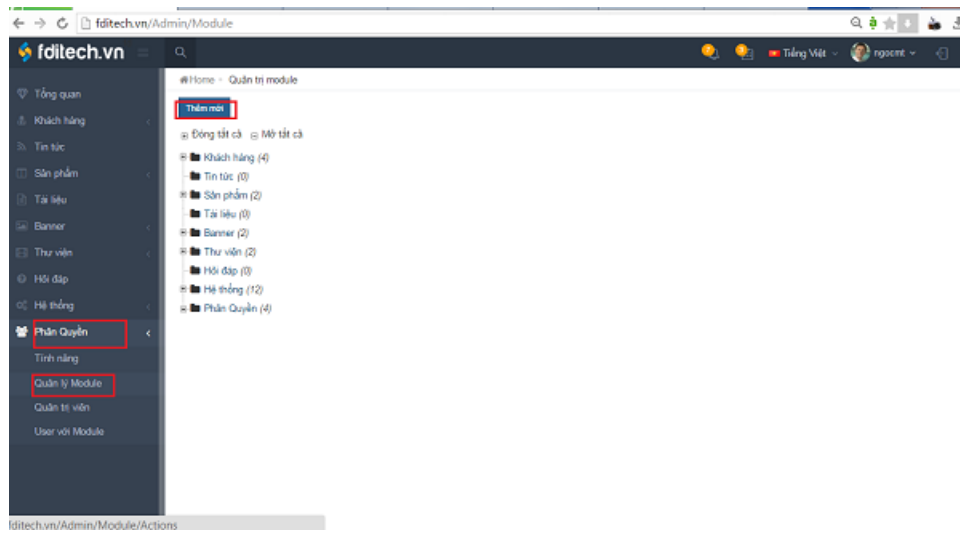 fditech.vn/Admin/Module
fditech.vn
Tiếng Việt
ngocmt
Home
Quản trị module
Tổng quan
Khách hàng
Tin tức
Sản phẩm
Tài liệu
Banner
Thư viện
Hỏi đáp
Hệ thống
Phân Quyền
Tính năng
Quản lý Module
Quản trị viên
User với Module
Thêm mới
Đóng tất cả Mở tất cả
Khách hàng (4)
Tin tức (0)
Sản phẩm (2)
Tài liệu (0)
Banner (2)
Thư viện (2)
Hỏi đáp (0)
Hệ thống (12)
Phân Quyền (4)
fditech.vn/Admin/Module/Actions